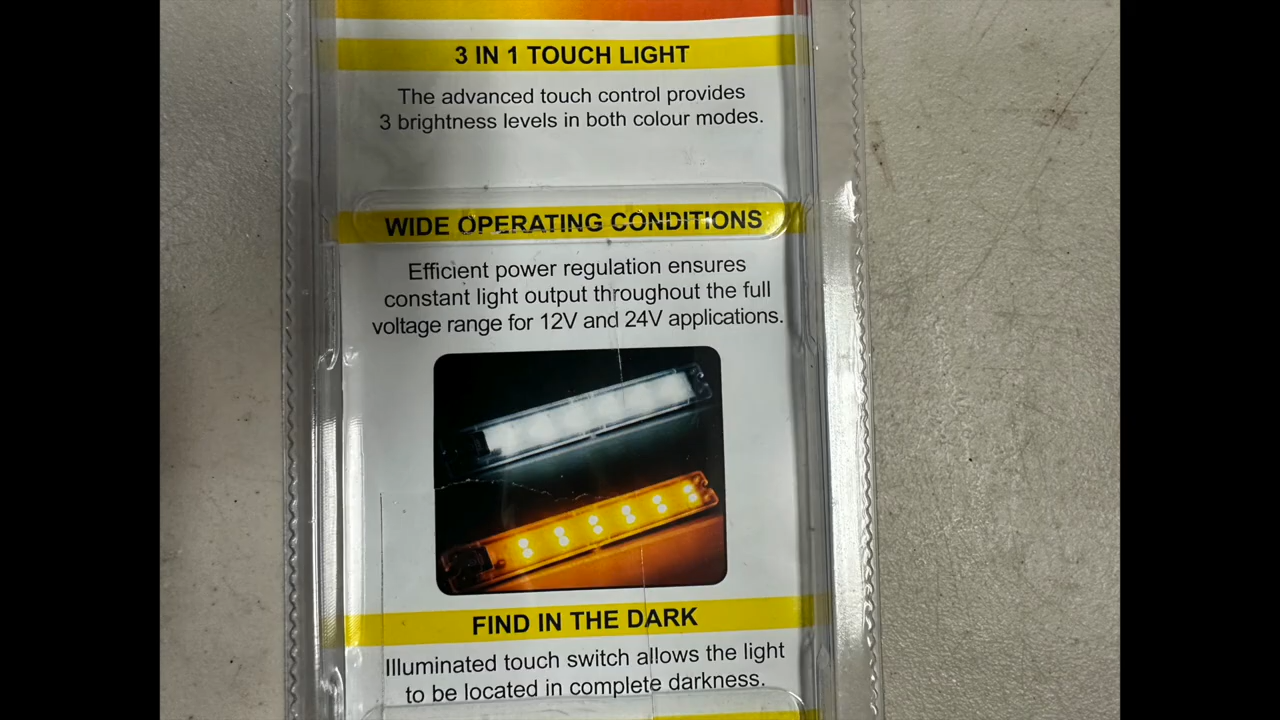 3 IN 1 TOUCH LIGHT
The advanced touch control provides
3 brightness levels in both colour modes.
WIDE OPERATING CONDITIONS
Efficient power regulation ensures
constant light output throughout the full
voltage range for 12V and 24V applications.
FIND IN THE DARK
Illuminated touch switch allows the light
to be located in complete darkness.